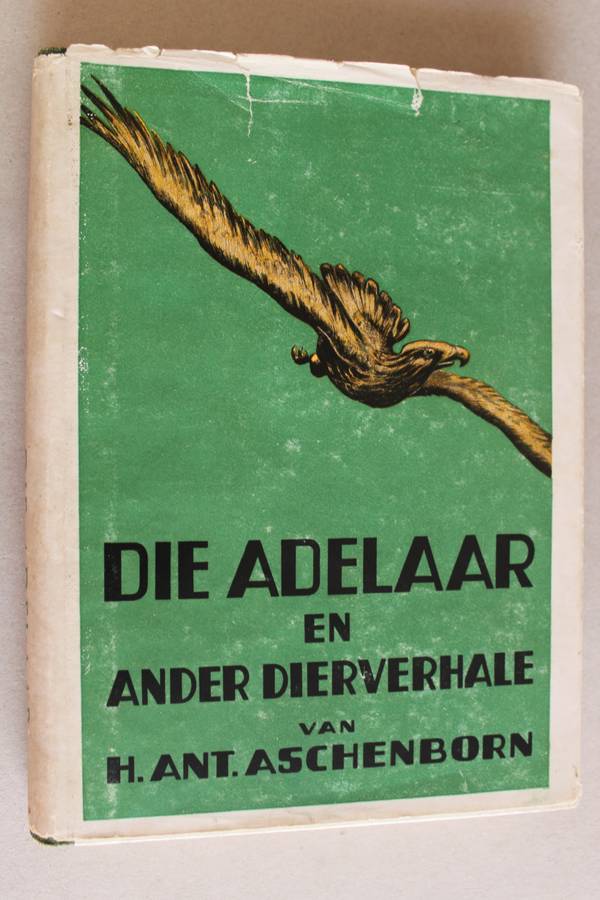 DIE ADELAAR
EN
ANDER DIERVERHALE
VAN
H. ANT. ASCHENBORN